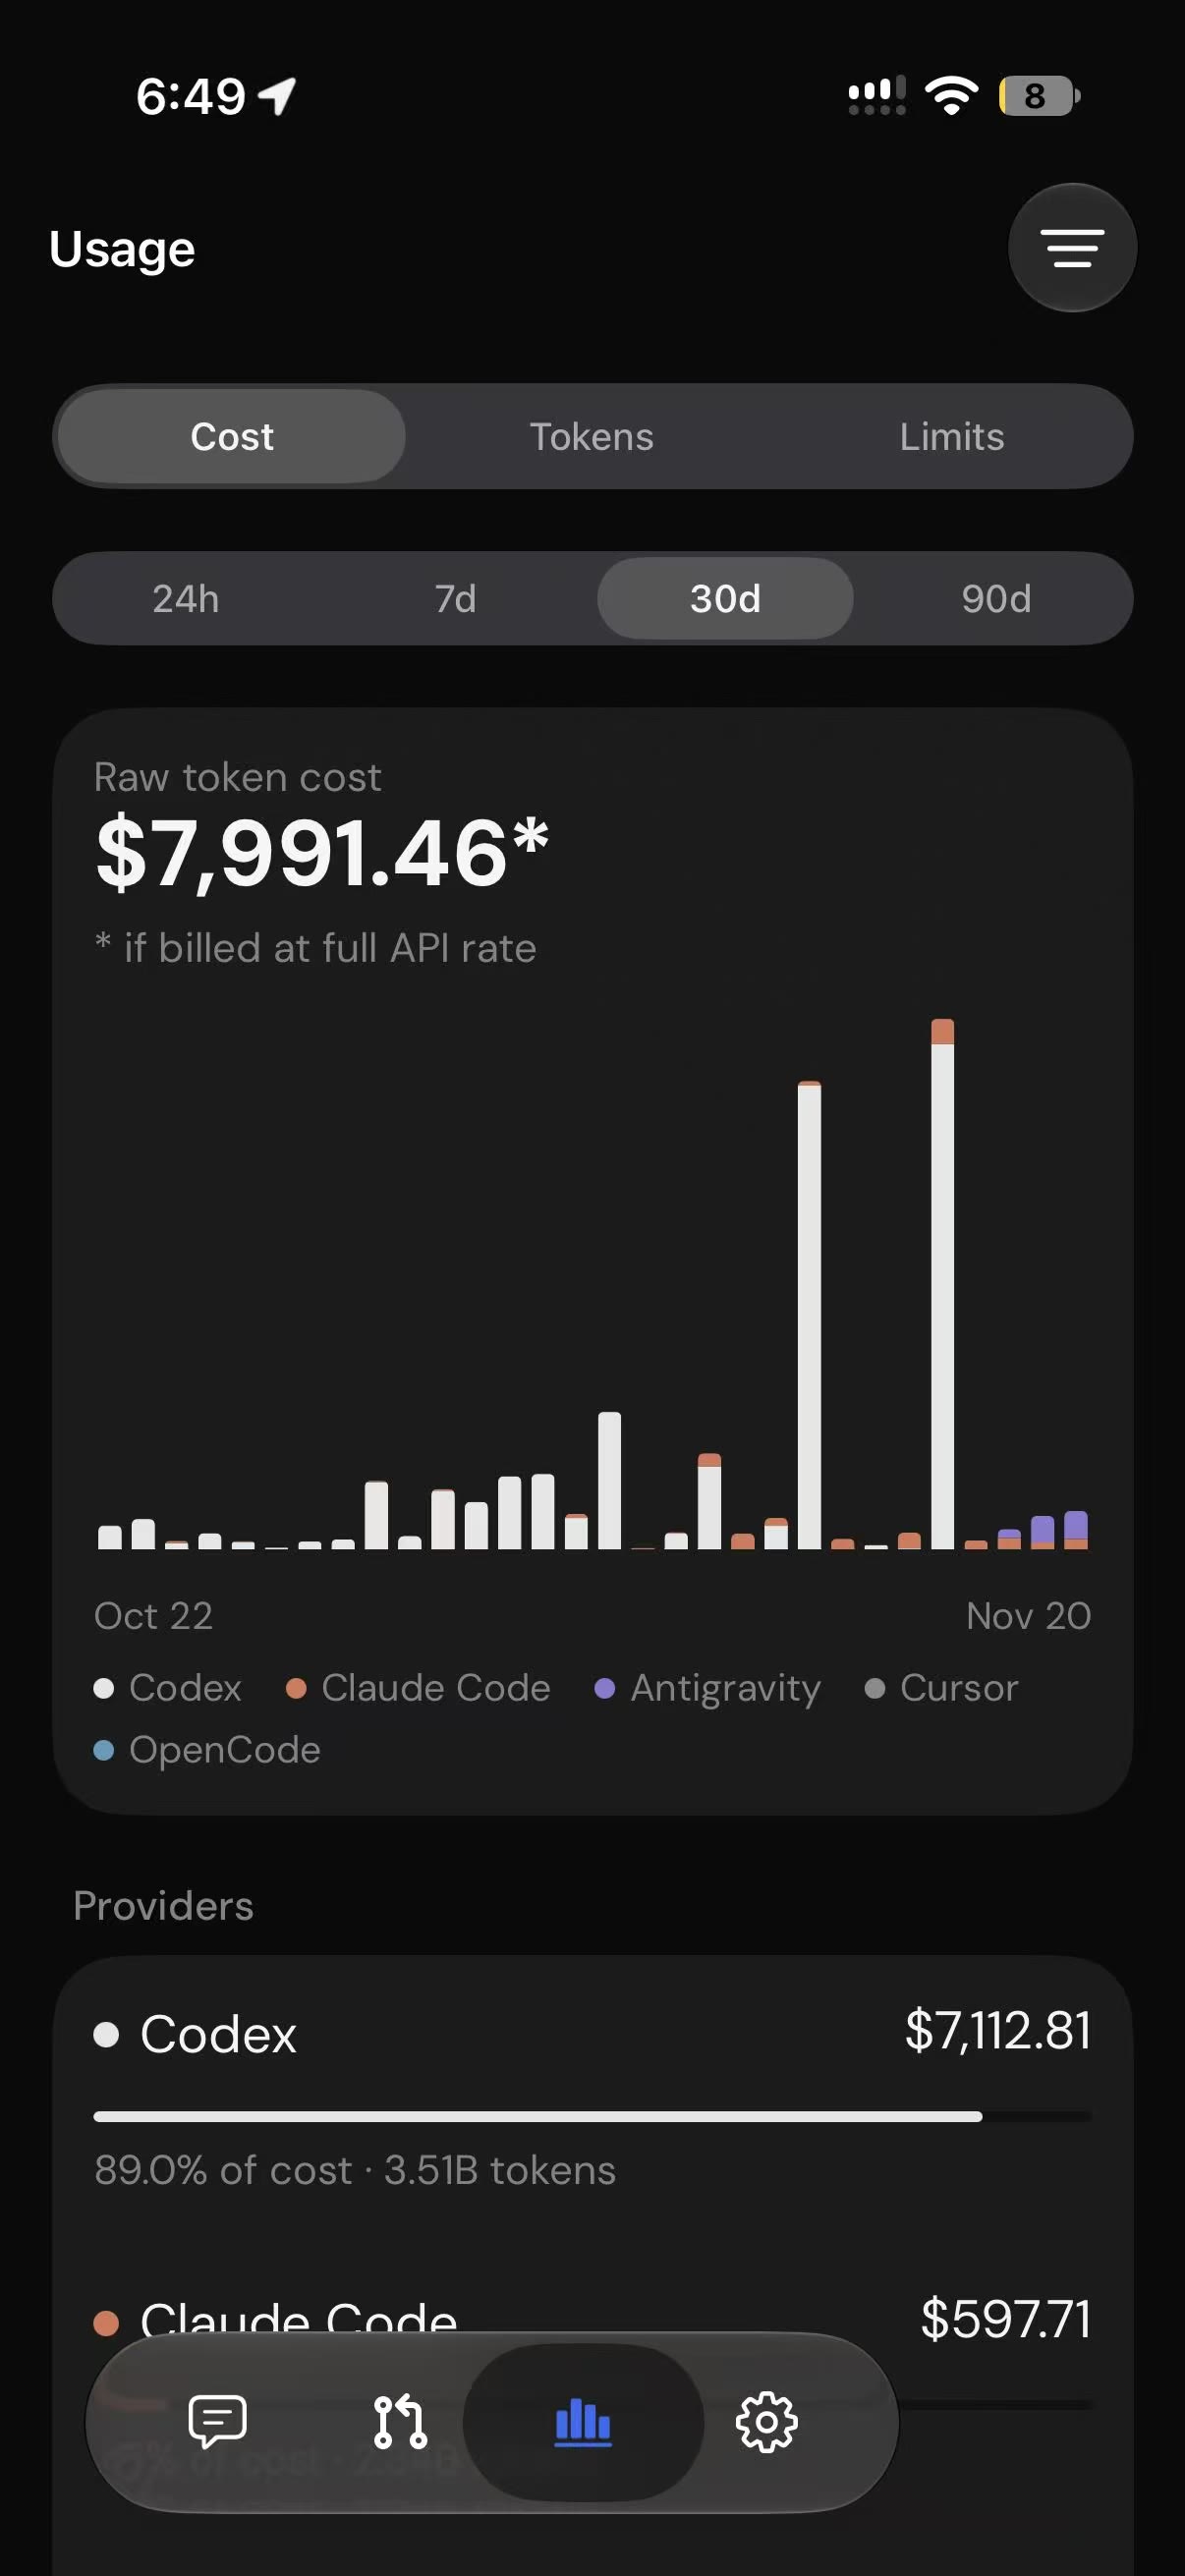 6:49
8
Usage
Cost Tokens Limits
24h 7d 30d 90d
Raw token cost
$7,991.46*
* if billed at full API rate
Oct 22 Nov 20
Codex Claude Code Antigravity Cursor
OpenCode
Providers
Codex $7,112.81
89.0% of cost · 3.51B tokens
Claude Code $597.71
% of cost ·